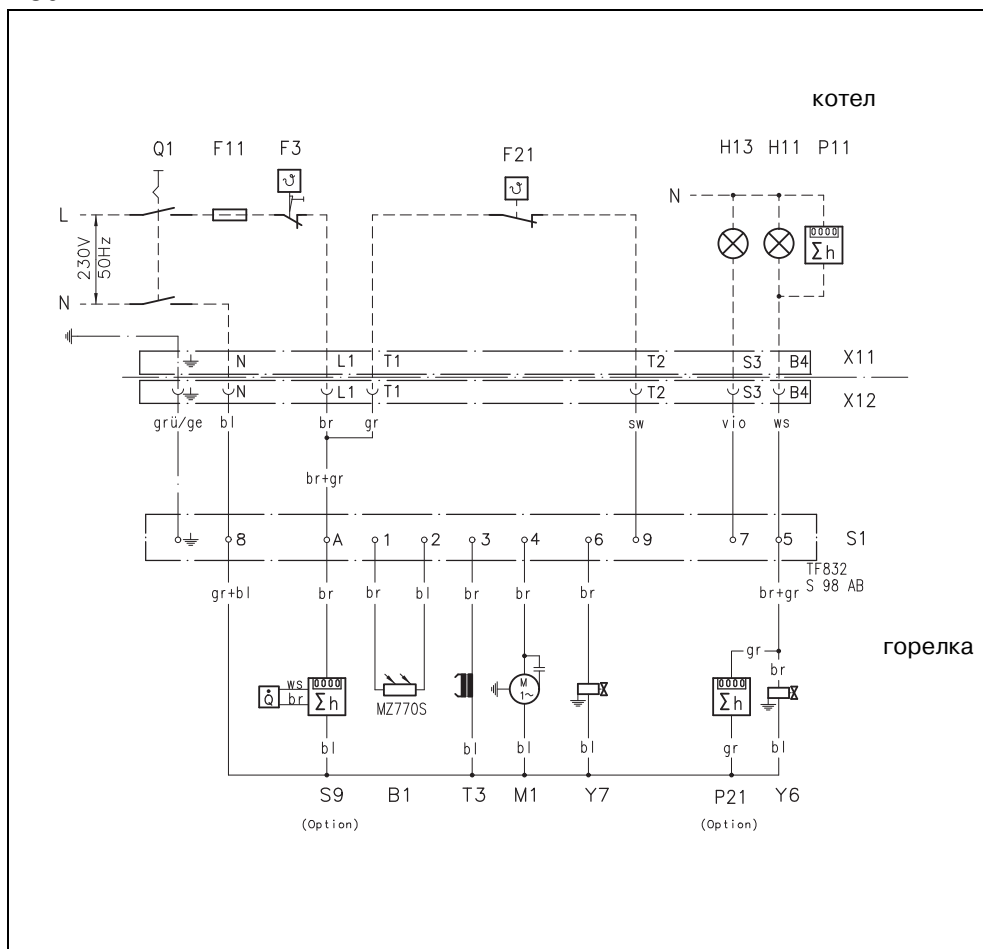 котел
Q1 F11 F3 F21 H13 H11 P11
L N
230V 50Hz
0000
Σh
N
N L1 T1 T2 S3 B4 X11
N L1 T1 T2 S3 B4 X12
grü/ge bl br gr sw vio ws
br+gr
8 A 1 2 3 4 6 9 7 5 S1
TF832
S 98 AB
gr+bl br br bl br br br br+gr
горелка
gr
br
ws
br
Q̇
0000
Σh
MZ770S
M
1~
0000
Σh
bl bl bl bl gr bl
S9 B1 T3 M1 Y7 P21 Y6
(Option) (Option)